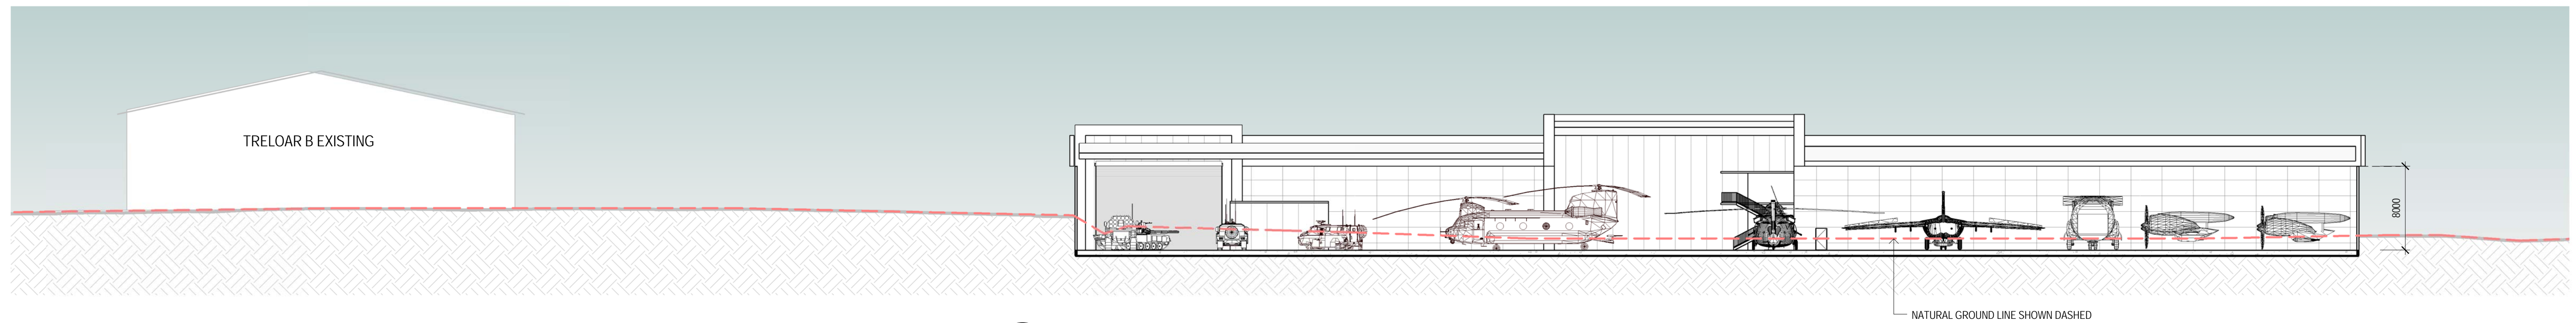 TRELOAR B EXISTING
8000
NATURAL GROUND LINE SHOWN DASHED